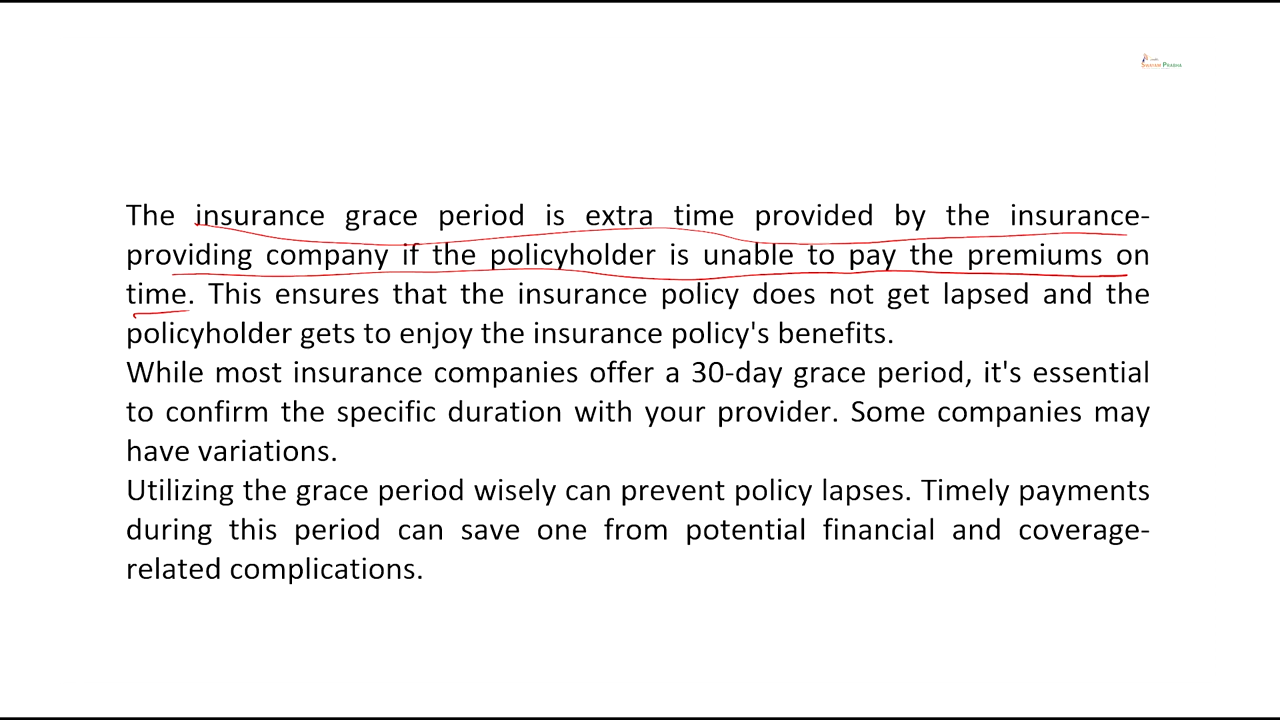 SWAYAM PRABHA
The insurance grace period is extra time provided by the insurance-
providing company if the policyholder is unable to pay the premiums on
time. This ensures that the insurance policy does not get lapsed and the
policyholder gets to enjoy the insurance policy's benefits.
While most insurance companies offer a 30-day grace period, it's essential
to confirm the specific duration with your provider. Some companies may
have variations.
Utilizing the grace period wisely can prevent policy lapses. Timely payments
during this period can save one from potential financial and coverage-
related complications.